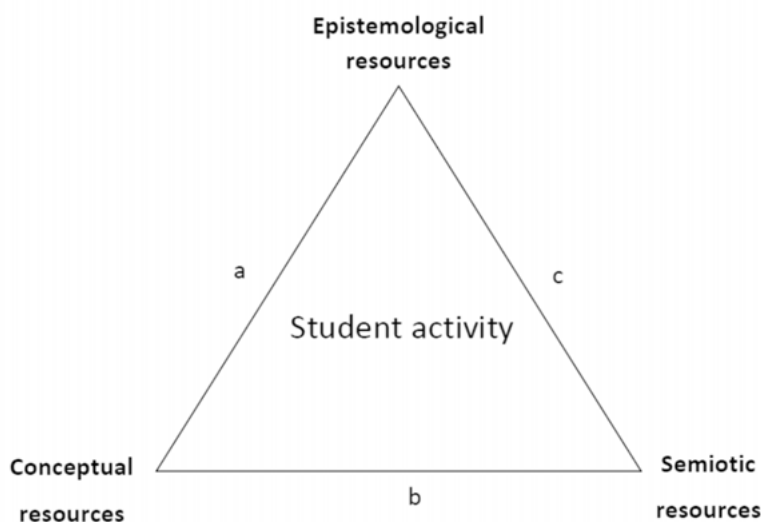 Epistemological
resources
a
c
Student activity
Conceptual
resources
Semiotic
resources
b